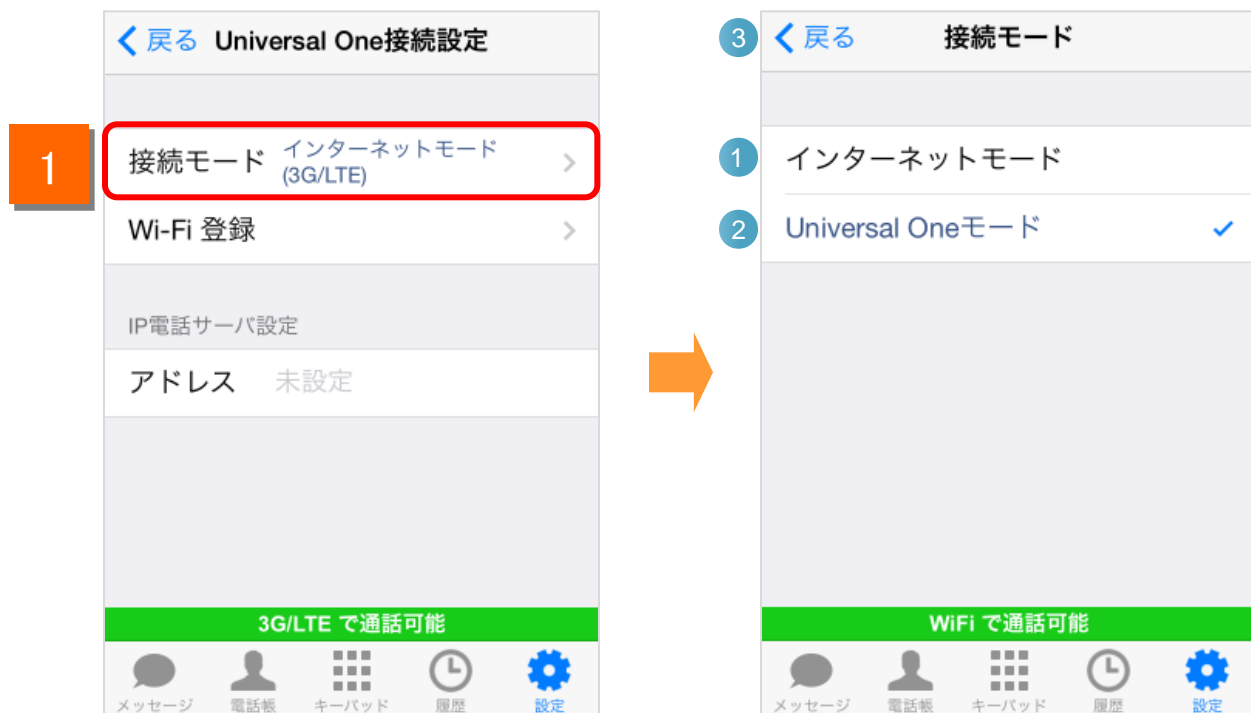 戻る Universal One接続設定
1
接続モード インターネットモード
(3G/LTE)
Wi-Fi 登録
IP電話サーバ設定
アドレス 未設定
3G/LTE で通話可能
メッセージ 電話帳 キーパッド 履歴 設定
3 戻る 接続モード
1 インターネットモード
2 Universal Oneモード
WiFi で通話可能
メッセージ 電話帳 キーパッド 履歴 設定